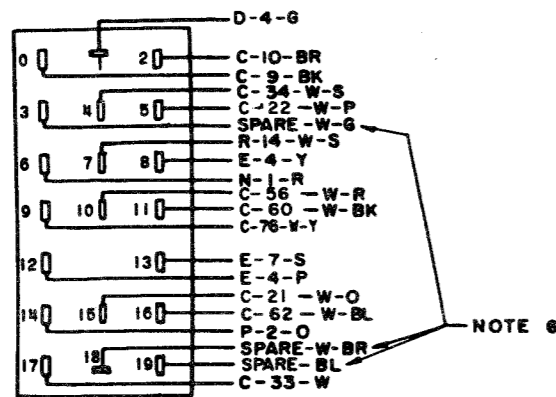 D-4-G
0 2 C-10-BR
C-9-BK
C-34-W-S
3 4 5 C-22-W-P
SPARE-W-G
R-14-W-S
6 7 8 E-4-Y
N-1-R
C-56-W-R
9 10 11 C-60-W-BK
C-76-W-Y
12 13 E-7-S
E-4-P
C-21-W-O
14 15 16 C-62-W-BL
P-2-O
NOTE 6
SPARE-W-BR
17 18 19 SPARE-BL
C-33-W